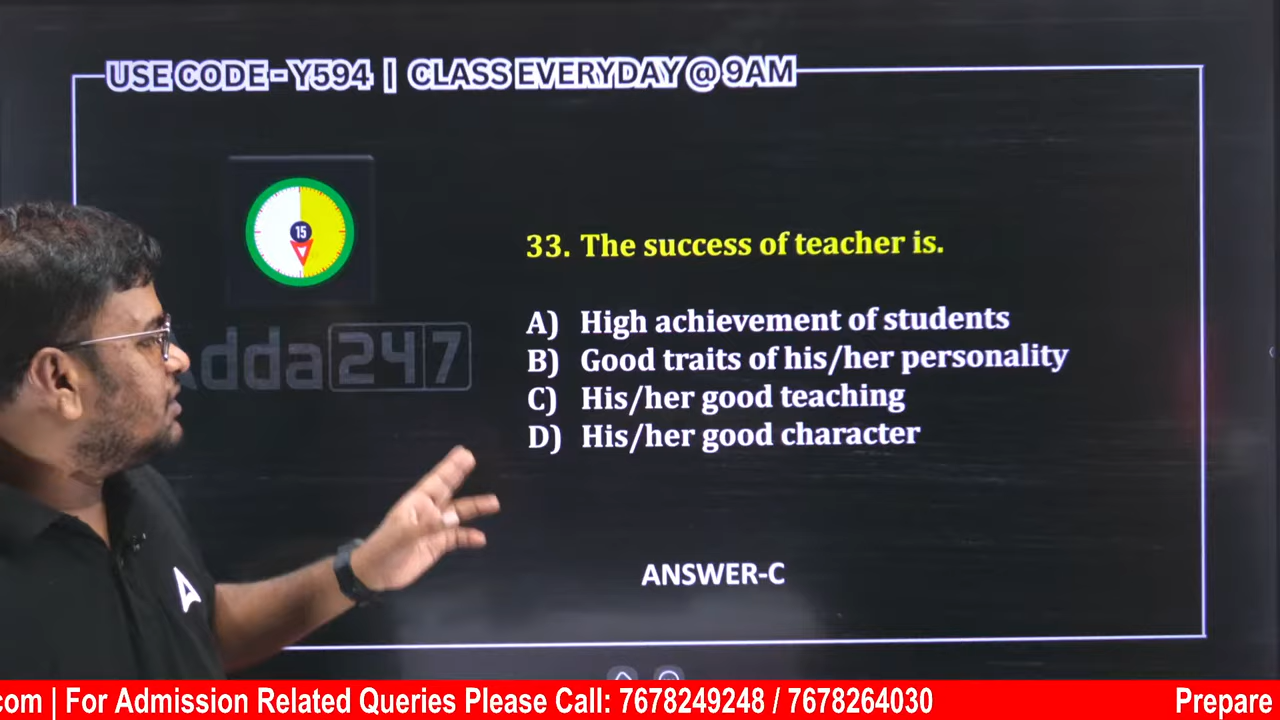 USE CODE - Y594 | CLASS EVERYDAY @ 9AM
15
33. The success of teacher is.
Adda 247
A) High achievement of students
B) Good traits of his/her personality
C) His/her good teaching
D) His/her good character
ANSWER-C
com | For Admission Related Queries Please Call: 7678249248 / 7678264030
Prepare